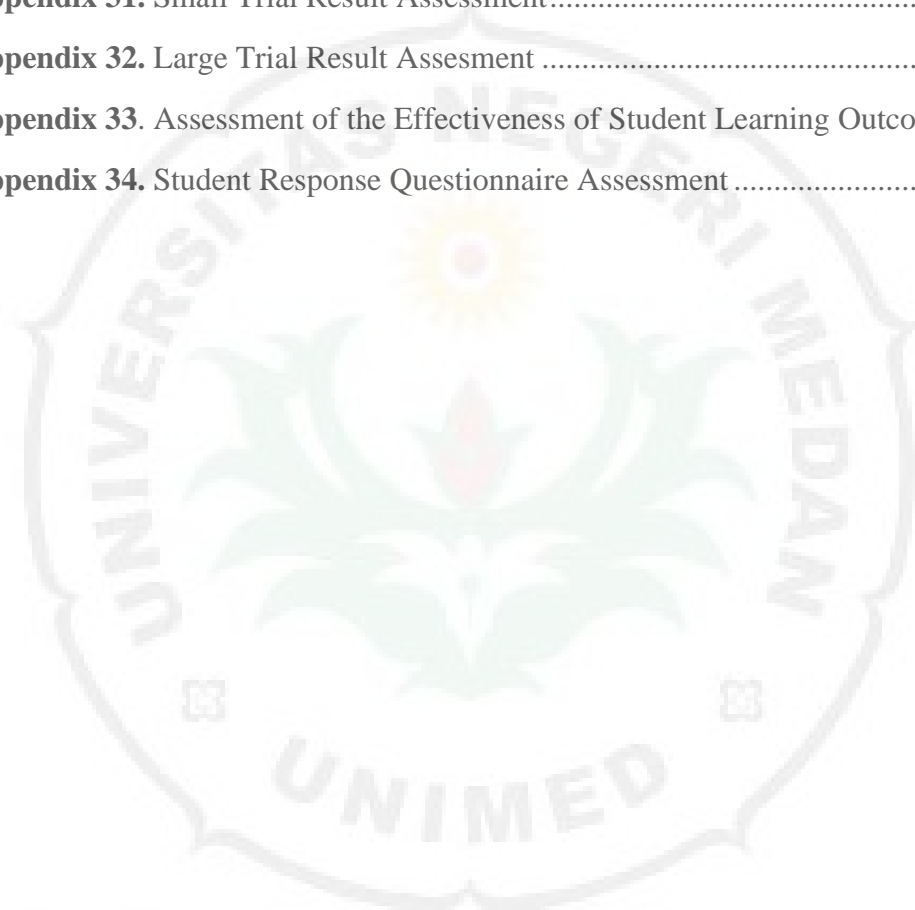 ppendix 31. Small Trial Result Assessment
ppendix 32. Large Trial Result Assesment
ppendix 33. Assessment of the Effectiveness of Student Learning Outco
ppendix 34. Student Response Questionnaire Assessment
UNIVERSITAS NEGERI MEDAN
UNIMED